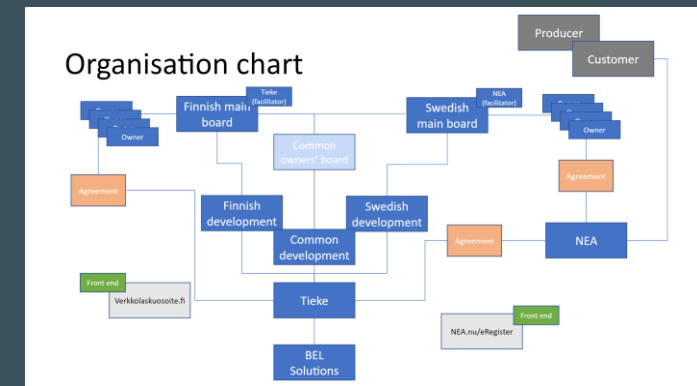 Organisation chart
Producer
Customer
Tieke
(facilitator)
Finnish main
board
NEA
(facilitator)
Swedish
main board
Owner
Owner
Common
owners' board
Agreement
Agreement
Finnish
development
Swedish
development
Common
development
Agreement
NEA
Front end
Verkkolaskuosoite.fi
Tieke
Front end
NEA.nu/eRegister
BEL
Solutions